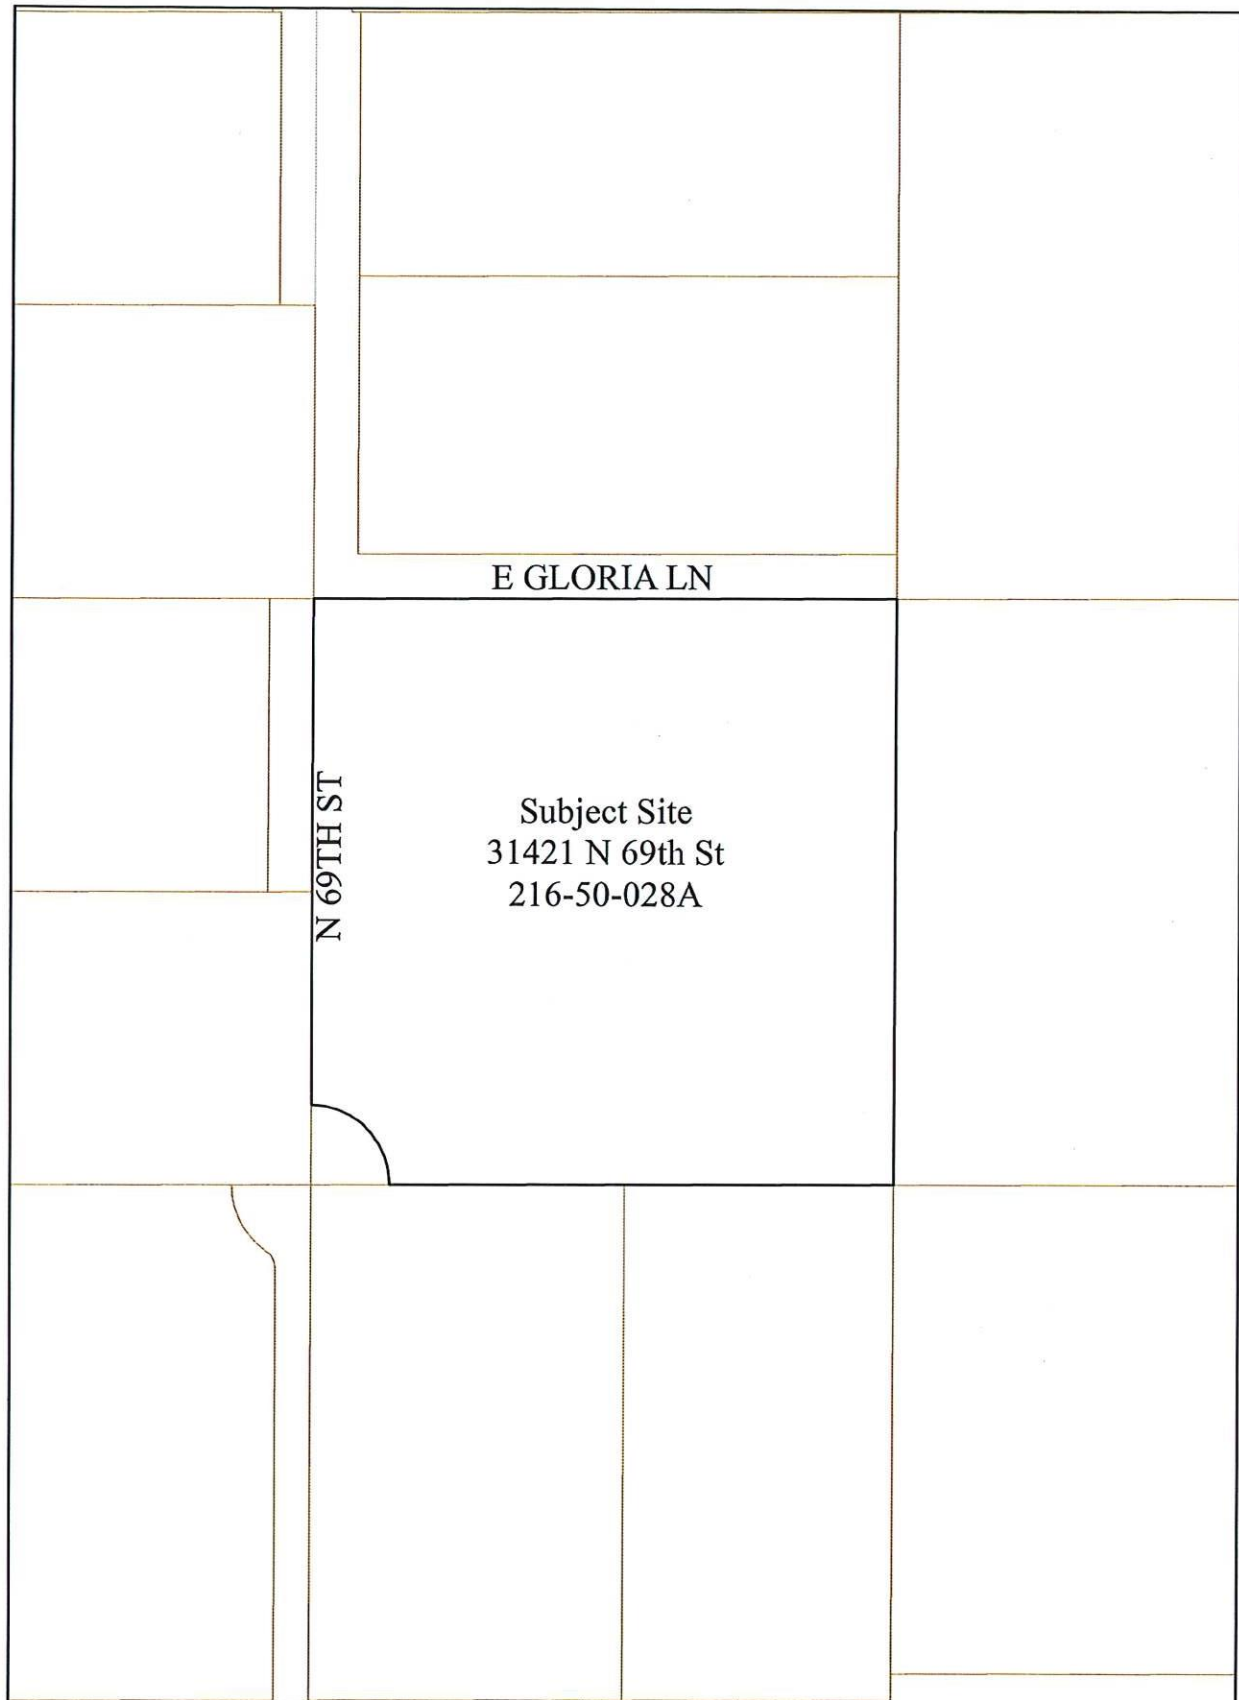 E GLORIA LN
N 69TH ST
Subject Site
31421 N 69th St
216-50-028A